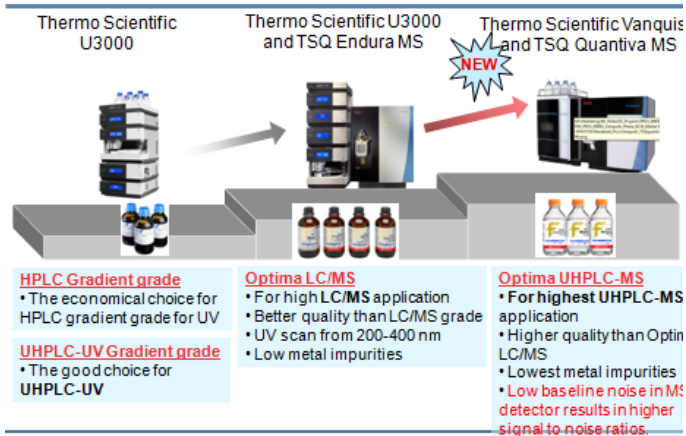 Thermo Scientific
U3000
Thermo Scientific U3000
and TSQ Endura MS
Thermo Scientific Vanquis
and TSQ Quantiva MS
NEW
HPLC Gradient grade
• The economical choice for
HPLC gradient grade for UV
UHPLC-UV Gradient grade
• The good choice for
UHPLC-UV
Optima LC/MS
• For high LC/MS application
• Better quality than LC/MS grade
• UV scan from 200-400 nm
• Low metal impurities
Optima UHPLC-MS
• For highest UHPLC-MS
application
• Higher quality than Optim
LC/MS
• Lowest metal impurities
• Low baseline noise in MS
detector results in higher
signal to noise ratios.